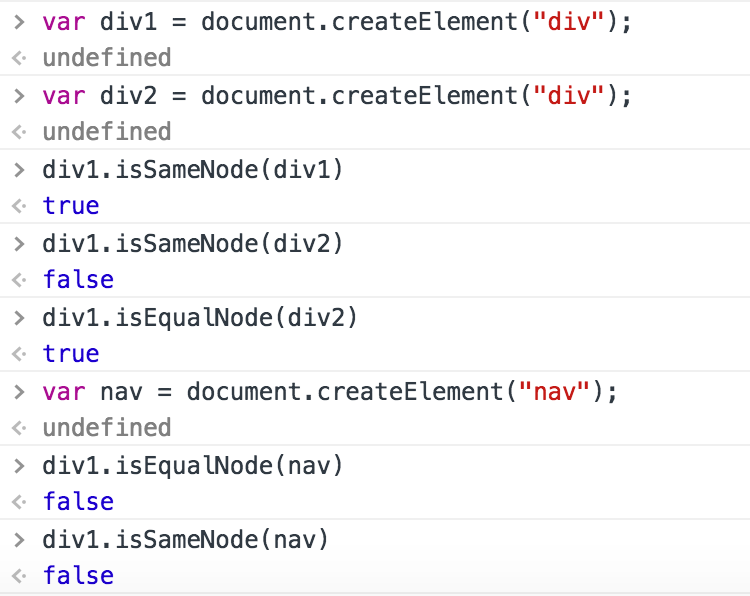 > var div1 = document.createElement("div");
<· undefined
> var div2 = document.createElement("div");
<· undefined
> div1.isSameNode(div1)
<· true
> div1.isSameNode(div2)
<· false
> div1.isEqualNode(div2)
<· true
> var nav = document.createElement("nav");
<· undefined
> div1.isEqualNode(nav)
<· false
> div1.isSameNode(nav)
<· false